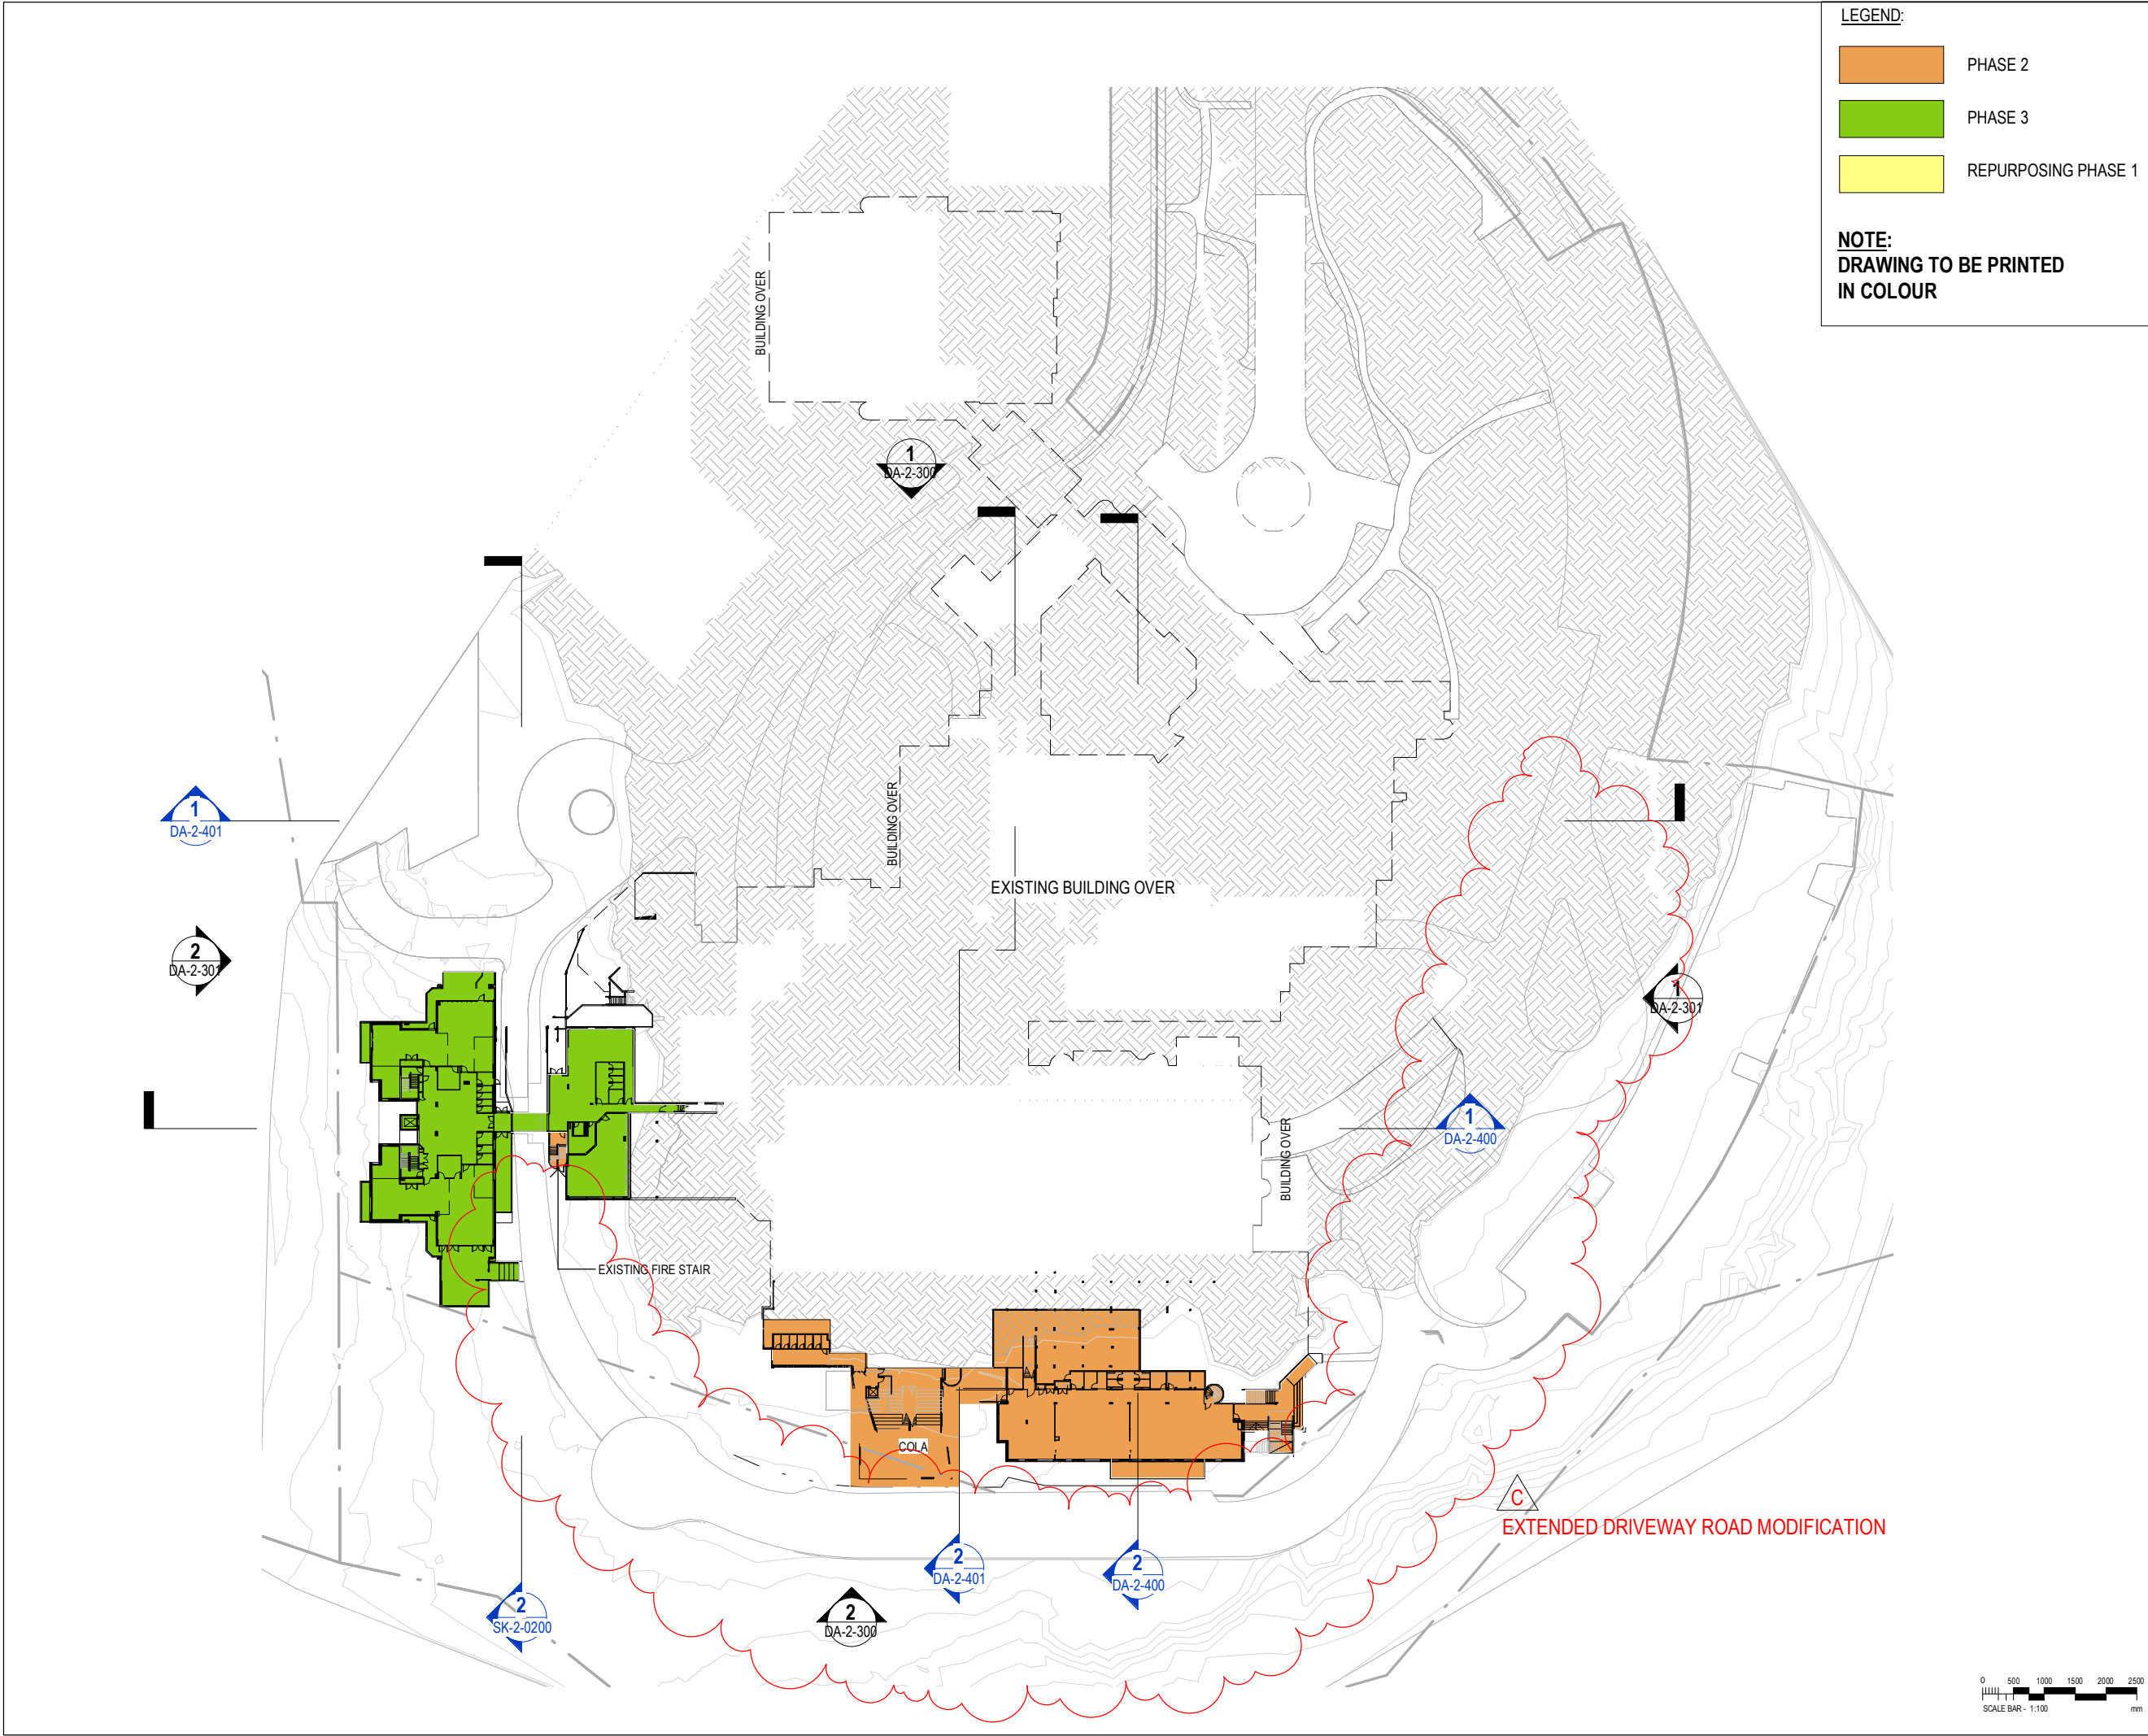 LEGEND:
PHASE 2
PHASE 3
REPURPOSING PHASE 1
NOTE:
DRAWING TO BE PRINTED
IN COLOUR
BUILDING OVER
1
DA-2-300
1
DA-2-401
BUILDING OVER
EXISTING BUILDING OVER
2
DA-2-301
1
DA-2-301
1
DA-2-400
BUILDING OVER
EXISTING FIRE STAIR
COLA
C
EXTENDED DRIVEWAY ROAD MODIFICATION
2
DA-2-401
2
DA-2-400
2
SK-2-0200
2
DA-2-300
0 500 1000 1500 2000 2500
SCALE BAR - 1:100 mm